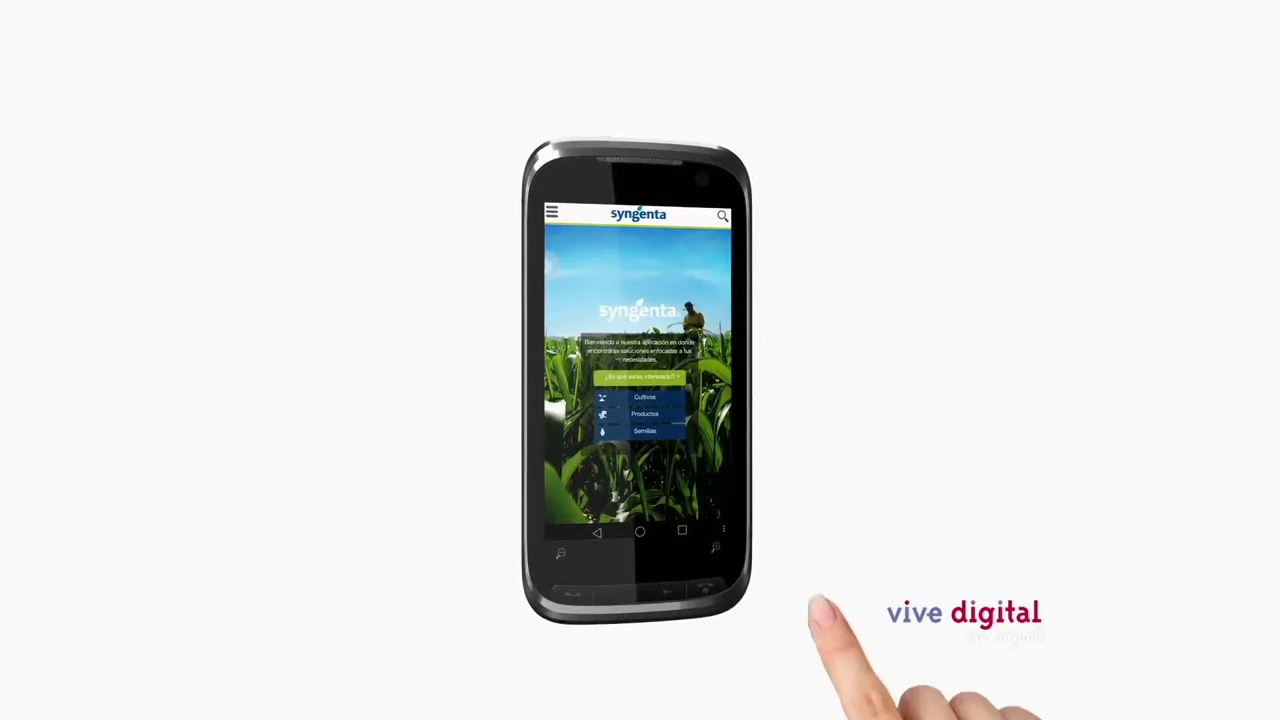 syngenta
syngenta
Bienvenido a nuestra aplicación en donde
encontrarás soluciones enfocadas a tus
necesidades.
¿En qué estás interesado?
Cultivos
Productos
Semillas
vive digital